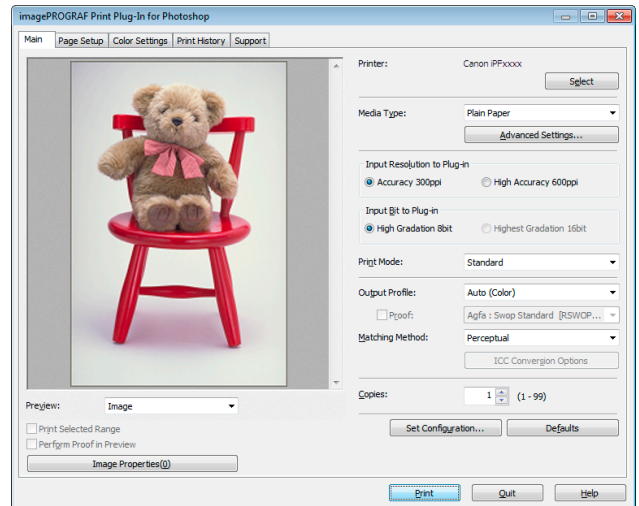 imagePROGRAF Print Plug-In for Photoshop
Main Page Setup Color Settings Print History Support
Printer: Canon iPFxxxx
Select
Media Type: Plain Paper
Advanced Settings...
Input Resolution to Plug-in
Accuracy 300ppi High Accuracy 600ppi
Input Bit to Plug-in
High Gradation 8bit Highest Gradation 16bit
Print Mode: Standard
Output Profile: Auto (Color)
Proof: Agfa : Swop Standard [RSWOP...
Matching Method: Perceptual
ICC Conversion Options
Copies: 1 (1 - 99)
Preview: Image
Print Selected Range
Perform Proof in Preview
Image Properties(0)
Set Configuration... Defaults
Print Quit Help